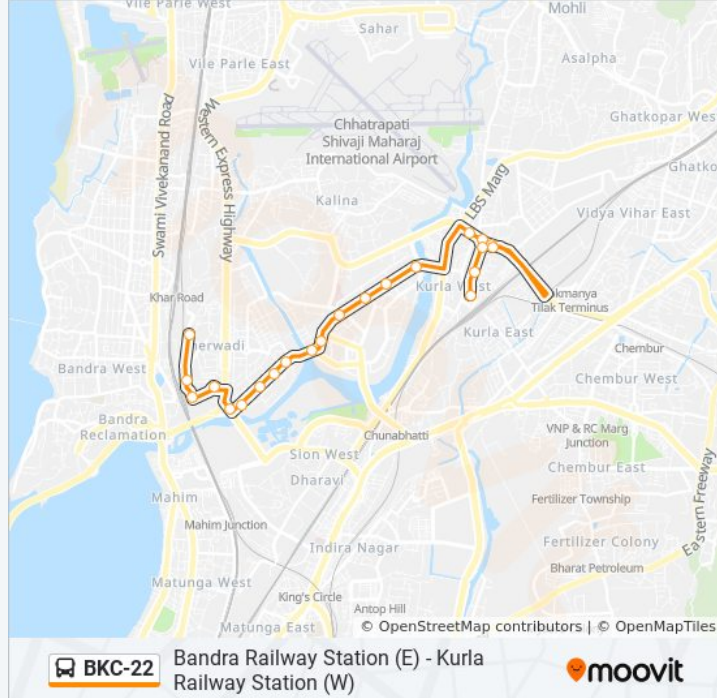 Vile Parle West
Mohli
Sahar
Vile Parle East
Asalpha
Western Express Highway
Swami Vivekanand Road
Ghatkopar West
Chhatrapati
Shivaji Maharaj
International Airport
Ghatko
LBS Marg
Kalina
Vidya Vihar East
Khar Road
Kurla West
kmanya
Tilak Terminus
herwadi
Kurla East
Chembur
Bandra West
Chembur West
Bandra
Reclamation
Chunabhatti
VNP & RC Marg
Junction
Sion West
Dharavi
Chembur East
Eastern Freeway
Mahim
Fertilizer Township
Mahim Junction
Indira Nagar
Fertilizer Colony
Bharat Petroleum
Matunga West
King's Circle
Antop Hill
Matunga East
© OpenStreetMap contributors | © OpenMapTiles
BKC-22
Bandra Railway Station (E) - Kurla
Railway Station (W)
moovit